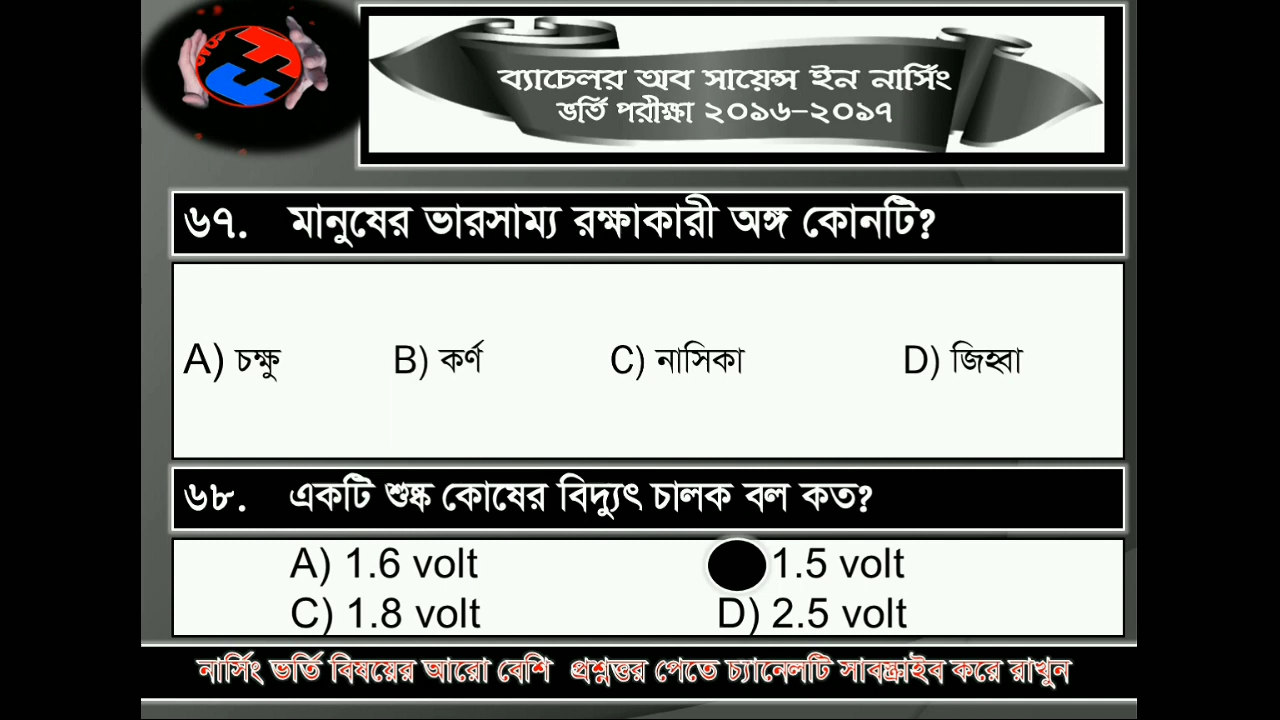 ব্যাচেলর অব সায়েন্স ইন নার্সিং
ভর্তি পরীক্ষা ২০১৬-২০১৭
৬৭. মানুষের ভারসাম্য রক্ষাকারী অঙ্গ কোনটি?
A) চক্ষু B) কর্ণ C) নাসিকা D) জিহ্বা
৬৮. একটি শুষ্ক কোষের বিদ্যুৎ চালক বল কত?
A) 1.6 volt 1.5 volt
C) 1.8 volt D) 2.5 volt
নার্সিং ভর্তি বিষয়ের আরো বেশি প্রশ্নত্তর পেতে চ্যানেলটি সাবস্ক্রাইব করে রাখুন